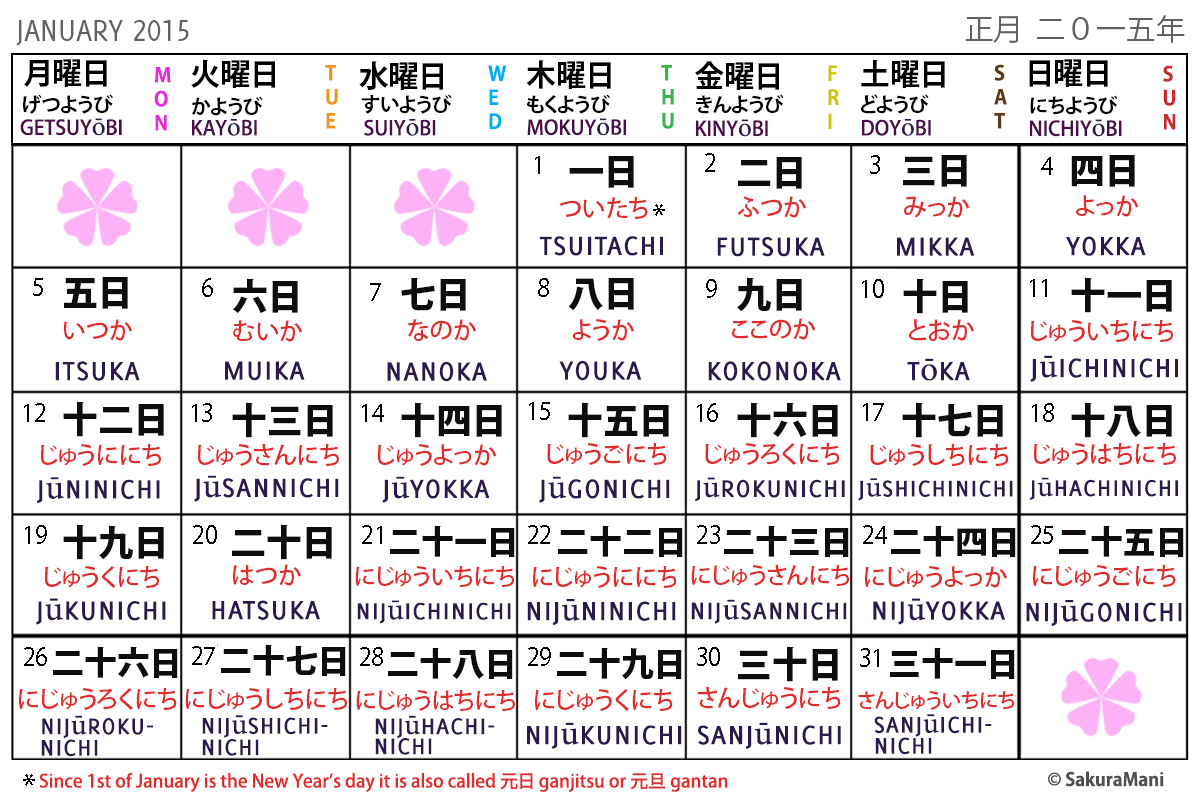 JANUARY 2015
正月 二〇一五年
月曜日 MON
げつようび
GETSUYōBI
火曜日 TUE
かようび
KAYōBI
水曜日 WED
すいようび
SUIYōBI
木曜日 THU
もくようび
MOKUYōBI
金曜日 FRI
きんようび
KINYōBI
土曜日 SAT
どようび
DOYōBI
日曜日 SUN
にちようび
NICHIYōBI
1 一日
ついたち*
TSUITACHI
2 二日
ふつか
FUTSUKA
3 三日
みっか
MIKKA
4 四日
よっか
YOKKA
5 五日
いつか
ITSUKA
6 六日
むいか
MUIKA
7 七日
なのか
NANOKA
8 八日
ようか
YOUKA
9 九日
ここのか
KOKONOKA
10 十日
とおか
TōKA
11 十一日
じゅういちにち
JūICHINICHI
12 十二日
じゅうににち
JūNINICHI
13 十三日
じゅうさんにち
JūSANNICHI
14 十四日
じゅうよっか
JūYOKKA
15 十五日
じゅうごにち
JūGONICHI
16 十六日
じゅうろくにち
JūROKUNICHI
17 十七日
じゅうしちにち
JūSHICHINICHI
18 十八日
じゅうはちにち
JūHACHINICHI
19 十九日
じゅうくにち
JūKUNICHI
20 二十日
はつか
HATSUKA
21 二十一日
にじゅういちにち
NIJūICHINICHI
22 二十二日
にじゅうににち
NIJūNINICHI
23 二十三日
にじゅうさんにち
NIJūSANNICHI
24 二十四日
にじゅうよっか
NIJūYOKKA
25 二十五日
にじゅうごにち
NIJūGONICHI
26 二十六日
にじゅうろくにち
NIJūROKU-
NICHI
27 二十七日
にじゅうしちにち
NIJūSHICHI-
NICHI
28 二十八日
にじゅうはちにち
NIJūHACHI-
NICHI
29 二十九日
にじゅうくにち
NIJūKUNICHI
30 三十日
さんじゅうにち
SANJūNICHI
31 三十一日
さんじゅういちにち
SANJūICHI-
NICHI
* Since 1st of January is the New Year's day it is also called 元日 ganjitsu or 元旦 gantan
© SakuraMani